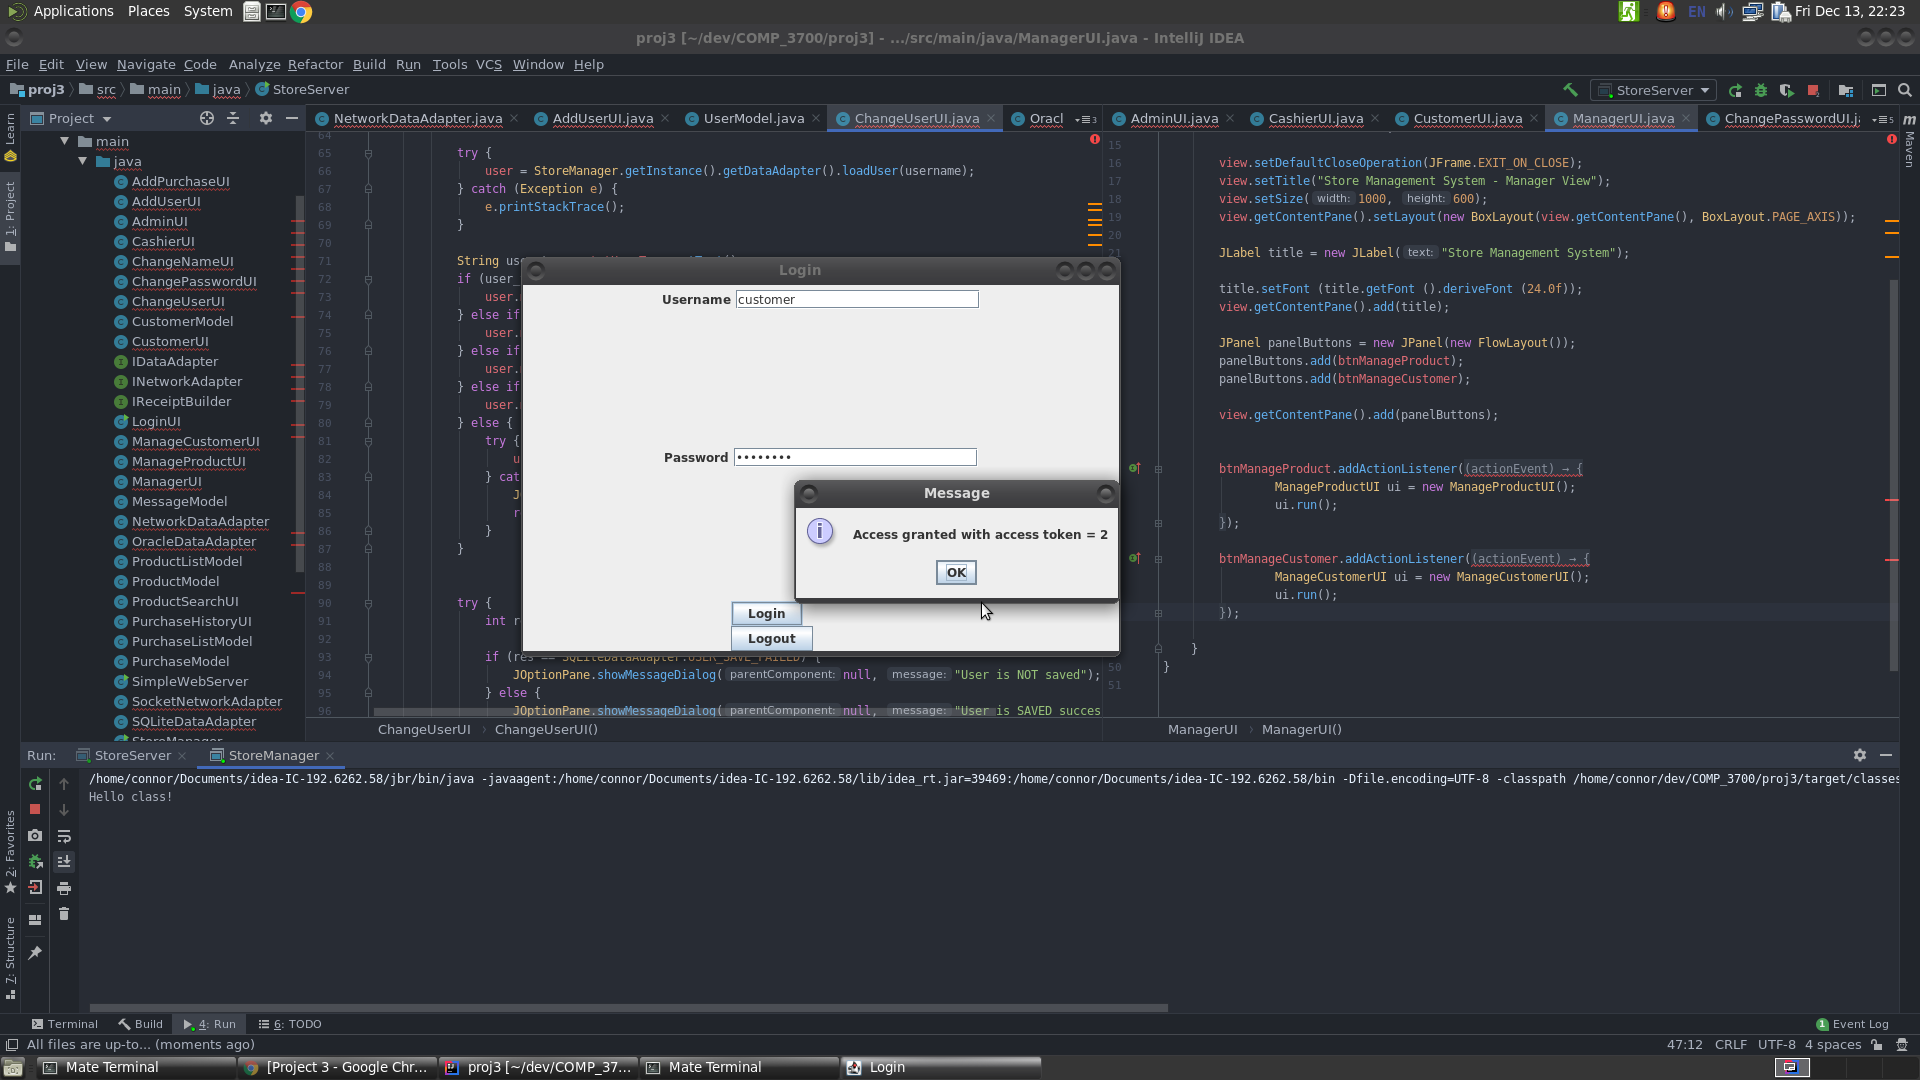 Applications Places System EN Fri Dec 13, 22:23
proj3 [~/dev/COMP_3700/proj3] - .../src/main/java/ManagerUI.java - IntelliJ IDEA
File Edit View Navigate Code Analyze Refactor Build Run Tools VCS Window Help
proj3 src main java StoreServer StoreServer
Learn
1: Project
2: Favorites
7: Structure
m Maven
Project
main
java
AddPurchaseUI
AddUserUI
AdminUI
CashierUI
ChangeNameUI
ChangePasswordUI
ChangeUserUI
CustomerModel
CustomerUI
IDataAdapter
INetworkAdapter
IReceiptBuilder
LoginUI
ManageCustomerUI
ManageProductUI
ManagerUI
MessageModel
NetworkDataAdapter
OracleDataAdapter
ProductListModel
ProductModel
ProductSearchUI
PurchaseHistoryUI
PurchaseListModel
PurchaseModel
SimpleWebServer
SocketNetworkAdapter
SQLiteDataAdapter
NetworkDataAdapter.java AddUserUI.java UserModel.java ChangeUserUI.java Oracl
64
65 try {
66 user = StoreManager.getInstance().getDataAdapter().loadUser(username);
67 } catch (Exception e) {
68 e.printStackTrace();
69 }
70
71 String use
72 if (user_
73 user.
74 } else if
75 user.
76 } else if
77 user.
78 } else if
79 user.
80 } else {
81 try {
82 u
83 } cat
84 J
85 r
86 }
87 }
88
89
90 try {
91 int r
92
93 if (res == SQLiteDataAdapter.USER_SAVE_FAILED) {
94 JOptionPane.showMessageDialog( parentComponent: null, message: "User is NOT saved");
95 } else {
96 JOptionPane.showMessageDialog( parentComponent: null, message: "User is SAVED succes
ChangeUserUI ChangeUserUI()
AdminUI.java CashierUI.java CustomerUI.java ManagerUI.java ChangePasswordUI.j
15
16 view.setDefaultCloseOperation(JFrame.EXIT_ON_CLOSE);
17 view.setTitle("Store Management System - Manager View");
18 view.setSize( width: 1000, height: 600);
19 view.getContentPane().setLayout(new BoxLayout(view.getContentPane(), BoxLayout.PAGE_AXIS));
20
21 JLabel title = new JLabel( text: "Store Management System");
title.setFont (title.getFont ().deriveFont (24.0f));
view.getContentPane().add(title);
JPanel panelButtons = new JPanel(new FlowLayout());
panelButtons.add(btnManageProduct);
panelButtons.add(btnManageCustomer);
view.getContentPane().add(panelButtons);
btnManageProduct.addActionListener((actionEvent) → {
ManageProductUI ui = new ManageProductUI();
ui.run();
});
btnManageCustomer.addActionListener((actionEvent) → {
ManageCustomerUI ui = new ManageCustomerUI();
ui.run();
});
}
50 }
51
ManagerUI ManagerUI()
Login
Username customer
Password ••••••••
Login
Logout
Message
i Access granted with access token = 2
OK
Run: StoreServer StoreManager
/home/connor/Documents/idea-IC-192.6262.58/jbr/bin/java -javaagent:/home/connor/Documents/idea-IC-192.6262.58/lib/idea_rt.jar=39469:/home/connor/Documents/idea-IC-192.6262.58/bin -Dfile.encoding=UTF-8 -classpath /home/connor/dev/COMP_3700/proj3/target/classes
Hello class!
Terminal Build 4: Run 6: TODO 1 Event Log
All files are up-to... (moments ago) 47:12 CRLF UTF-8 4 spaces
Mate Terminal [Project 3 - Google Chr... proj3 [~/dev/COMP_37... Mate Terminal Login